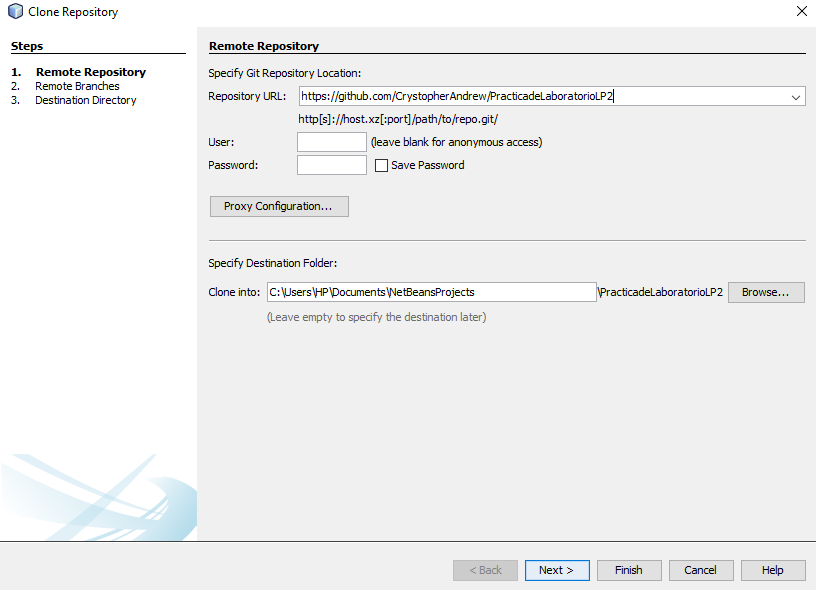 Clone Repository
Steps
1. Remote Repository
2. Remote Branches
3. Destination Directory
Remote Repository
Specify Git Repository Location:
Repository URL: https://github.com/CrystopherAndrew/PracticadeLaboratorioLP2
http[s]://host.xz[:port]/path/to/repo.git/
User: (leave blank for anonymous access)
Password: Save Password
Proxy Configuration...
Specify Destination Folder:
Clone into: C:\Users\HP\Documents\NetBeansProjects \PracticadeLaboratorioLP2 Browse...
(Leave empty to specify the destination later)
< Back Next > Finish Cancel Help